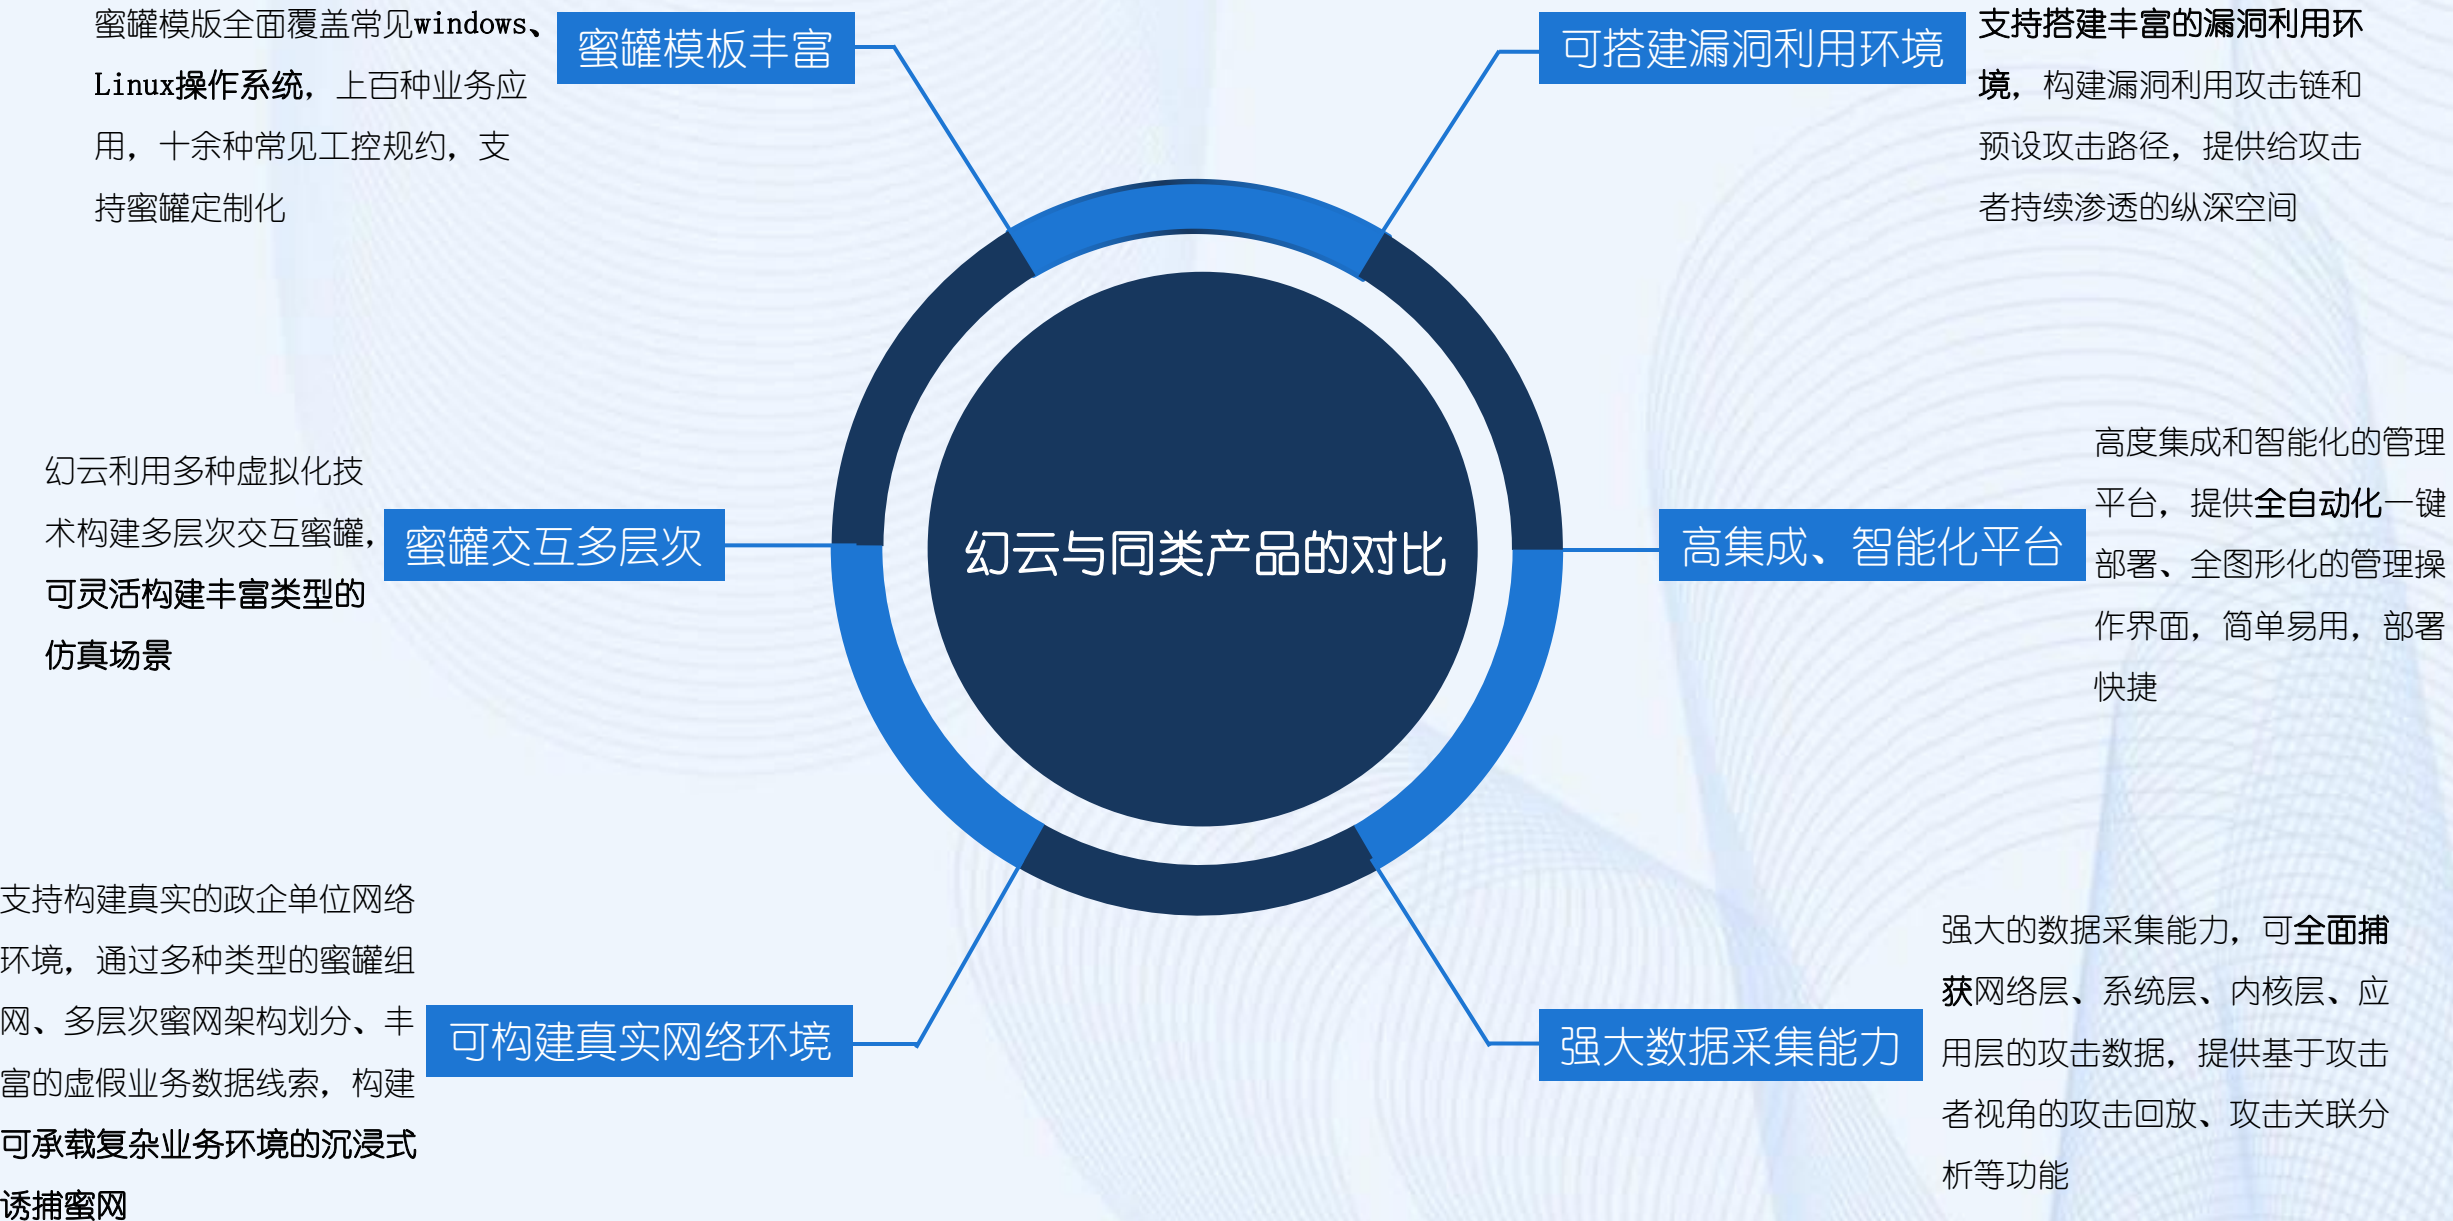 蜜罐模板丰富
蜜罐模版全面覆盖常见windows、
Linux操作系统，上百种业务应
用，十余种常见工控规约，支
持蜜罐定制化
可搭建漏洞利用环境
支持搭建丰富的漏洞利用环
境，构建漏洞利用攻击链和
预设攻击路径，提供给攻击
者持续渗透的纵深空间
蜜罐交互多层次
幻云利用多种虚拟化技
术构建多层次交互蜜罐，
可灵活构建丰富类型的
仿真场景
幻云与同类产品的对比
高集成、智能化平台
高度集成和智能化的管理
平台，提供全自动化一键
部署、全图形化的管理操
作界面，简单易用，部署
快捷
可构建真实网络环境
支持构建真实的政企单位网络
环境，通过多种类型的蜜罐组
网、多层次蜜网架构划分、丰
富的虚假业务数据线索，构建
可承载复杂业务环境的沉浸式
诱捕蜜网
强大数据采集能力
强大的数据采集能力，可全面捕
获网络层、系统层、内核层、应
用层的攻击数据，提供基于攻击
者视角的攻击回放、攻击关联分
析等功能